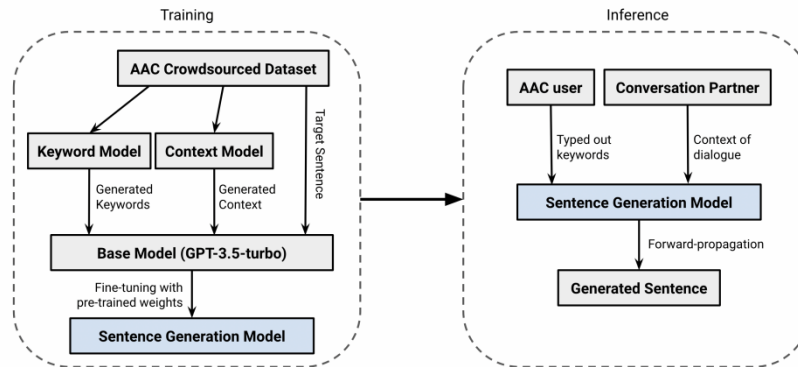 Training
AAC Crowdsourced Dataset
Target Sentence
Keyword Model
Context Model
Generated
Keywords
Generated
Context
Base Model (GPT-3.5-turbo)
Fine-tuning with
pre-trained weights
Sentence Generation Model
Inference
AAC user
Conversation Partner
Typed out
keywords
Context of
dialogue
Sentence Generation Model
Forward-propagation
Generated Sentence